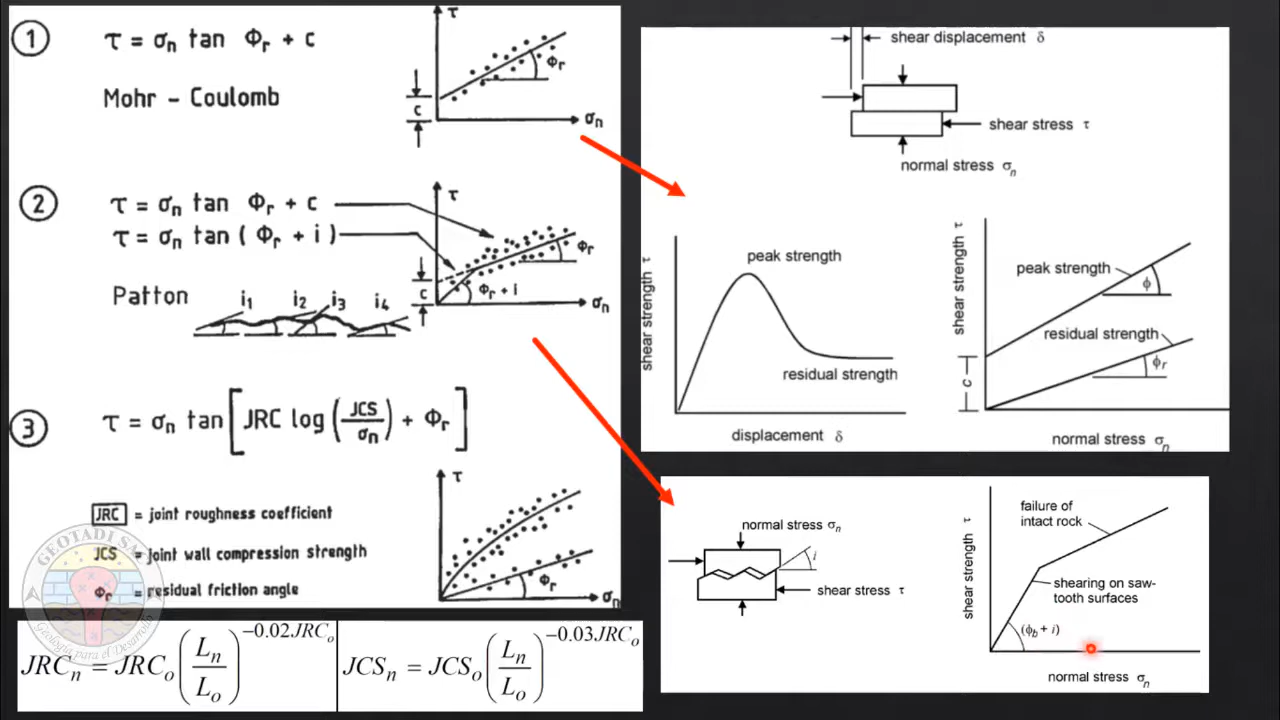 1
τ = σn tan Φr + c
Mohr - Coulomb
τ
Φr
c
σn
2
τ = σn tan Φr + c
τ = σn tan ( Φr + i )
Patton
i1 i2 i3 i4
τ
Φr
c
Φr + i
σn
3
τ = σn tan [ JRC log ( JCS / σn ) + Φr ]
JRC = joint roughness coefficient
JCS = joint wall compression strength
Φr = residual friction angle
τ
Φr
σn
GEOTADI SAC
Geología para el Desarrollo
JRCn = JRCo (Ln / Lo)^-0.02JRCo
JCSn = JCSo (Ln / Lo)^-0.03JRCo
shear displacement δ
shear stress τ
normal stress σn
shear strength τ
peak strength
residual strength
displacement δ
shear strength τ
peak strength
ϕ
residual strength
ϕr
c
normal stress σn
normal stress σn
i
shear stress τ
shear strength τ
failure of
intact rock
shearing on saw-
tooth surfaces
(ϕb + i)
normal stress σn